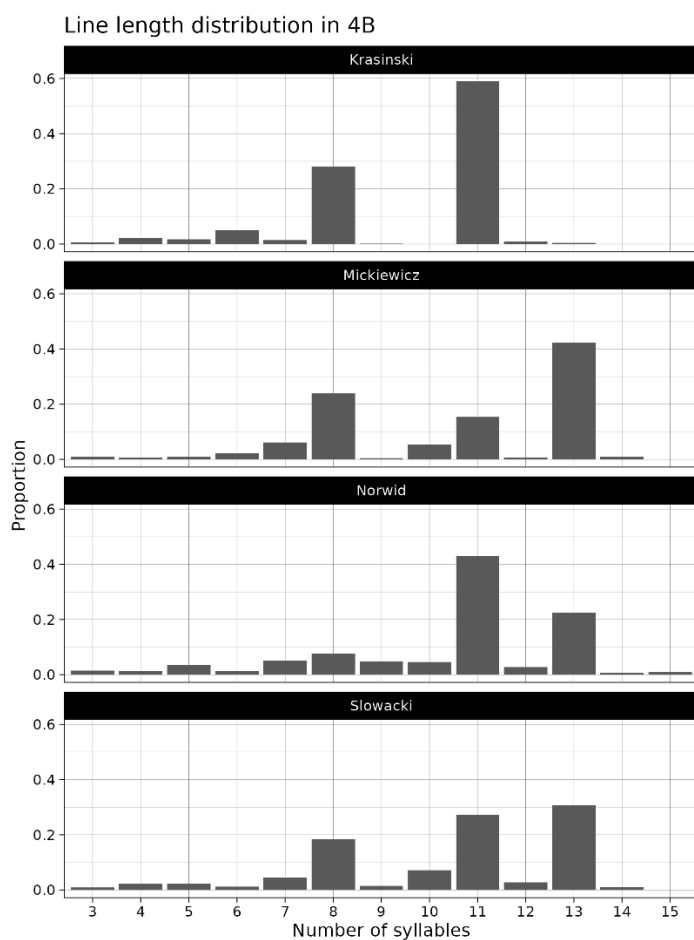 Line length distribution in 4B
Krasinski
0.6
0.4
0.2
0.0
Mickiewicz
0.6
0.4
0.2
0.0
Norwid
0.6
0.4
0.2
0.0
Slowacki
0.6
0.4
0.2
0.0
3 4 5 6 7 8 9 10 11 12 13 14 15
Number of syllables
Proportion